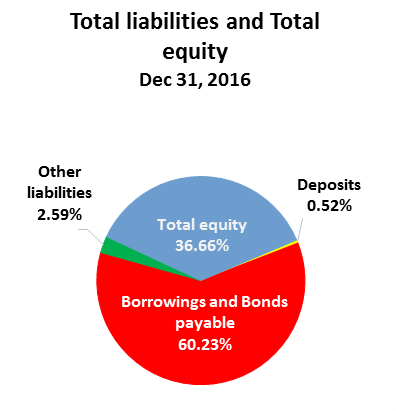 Total liabilities and Total
equity
Dec 31, 2016
Other
liabilities
2.59%
Deposits
0.52%
Total equity
36.66%
Borrowings and Bonds
payable
60.23%